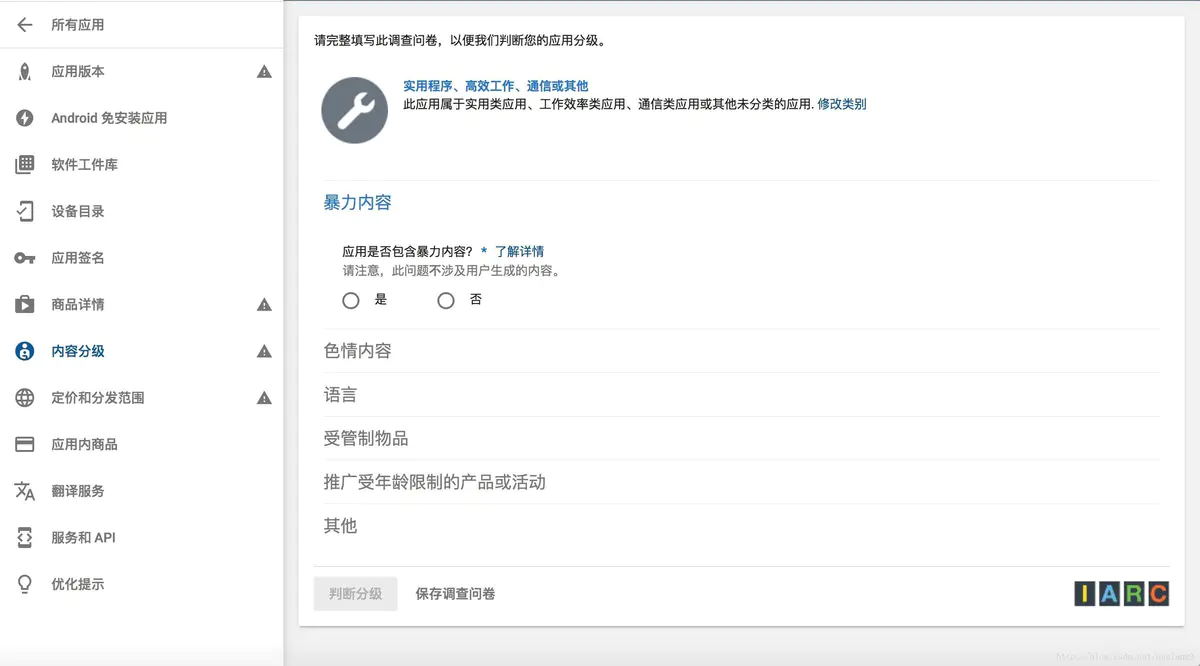 所有应用
应用版本
Android 免安装应用
软件工件库
设备目录
应用签名
商品详情
内容分级
定价和分发范围
应用内商品
翻译服务
服务和 API
优化提示
请完整填写此调查问卷，以便我们判断您的应用分级。
实用程序、高效工作、通信或其他
此应用属于实用类应用、工作效率类应用、通信类应用或其他未分类的应用. 修改类别
暴力内容
应用是否包含暴力内容? * 了解详情
请注意，此问题不涉及用户生成的内容。
是 否
色情内容
语言
受管制物品
推广受年龄限制的产品或活动
其他
判断分级 保存调查问卷
IARC